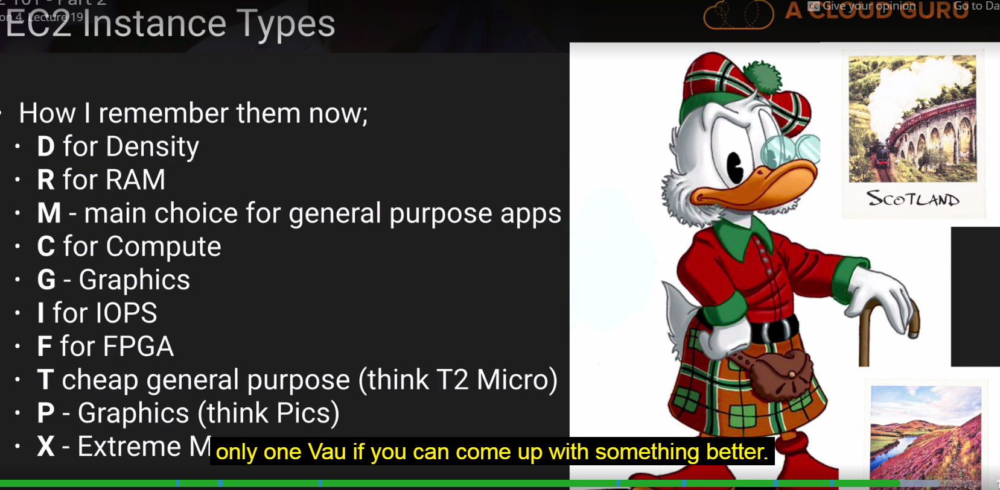 2 101 - Part 2
on 4, Lecture 19
EC2 Instance Types
Give your opinion
Go to Da
A CLOUD GURU
How I remember them now;
D for Density
R for RAM
M - main choice for general purpose apps
C for Compute
G - Graphics
I for IOPS
F for FPGA
T cheap general purpose (think T2 Micro)
P - Graphics (think Pics)
X - Extreme M
SCOTLAND
only one Vau if you can come up with something better.